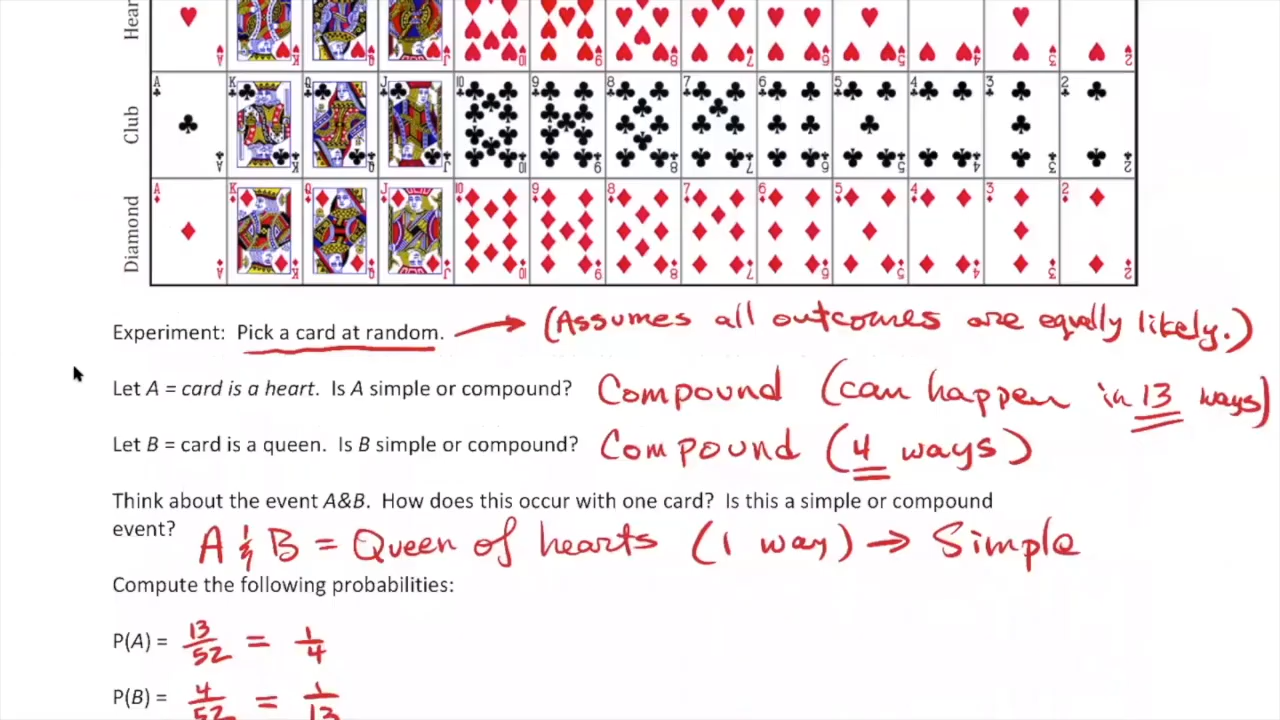 Club
Diamond
Experiment: Pick a card at random. → (Assumes all outcomes are equally likely.)
Let A = card is a heart. Is A simple or compound? Compound (can happen in 13 ways)
Let B = card is a queen. Is B simple or compound? Compound (4 ways)
Think about the event A&B. How does this occur with one card? Is this a simple or compound
event? A & B = Queen of hearts (1 way) → Simple
Compute the following probabilities:
P(A) = 13/52 = 1/4
P(B) = 4/52 = 1/13